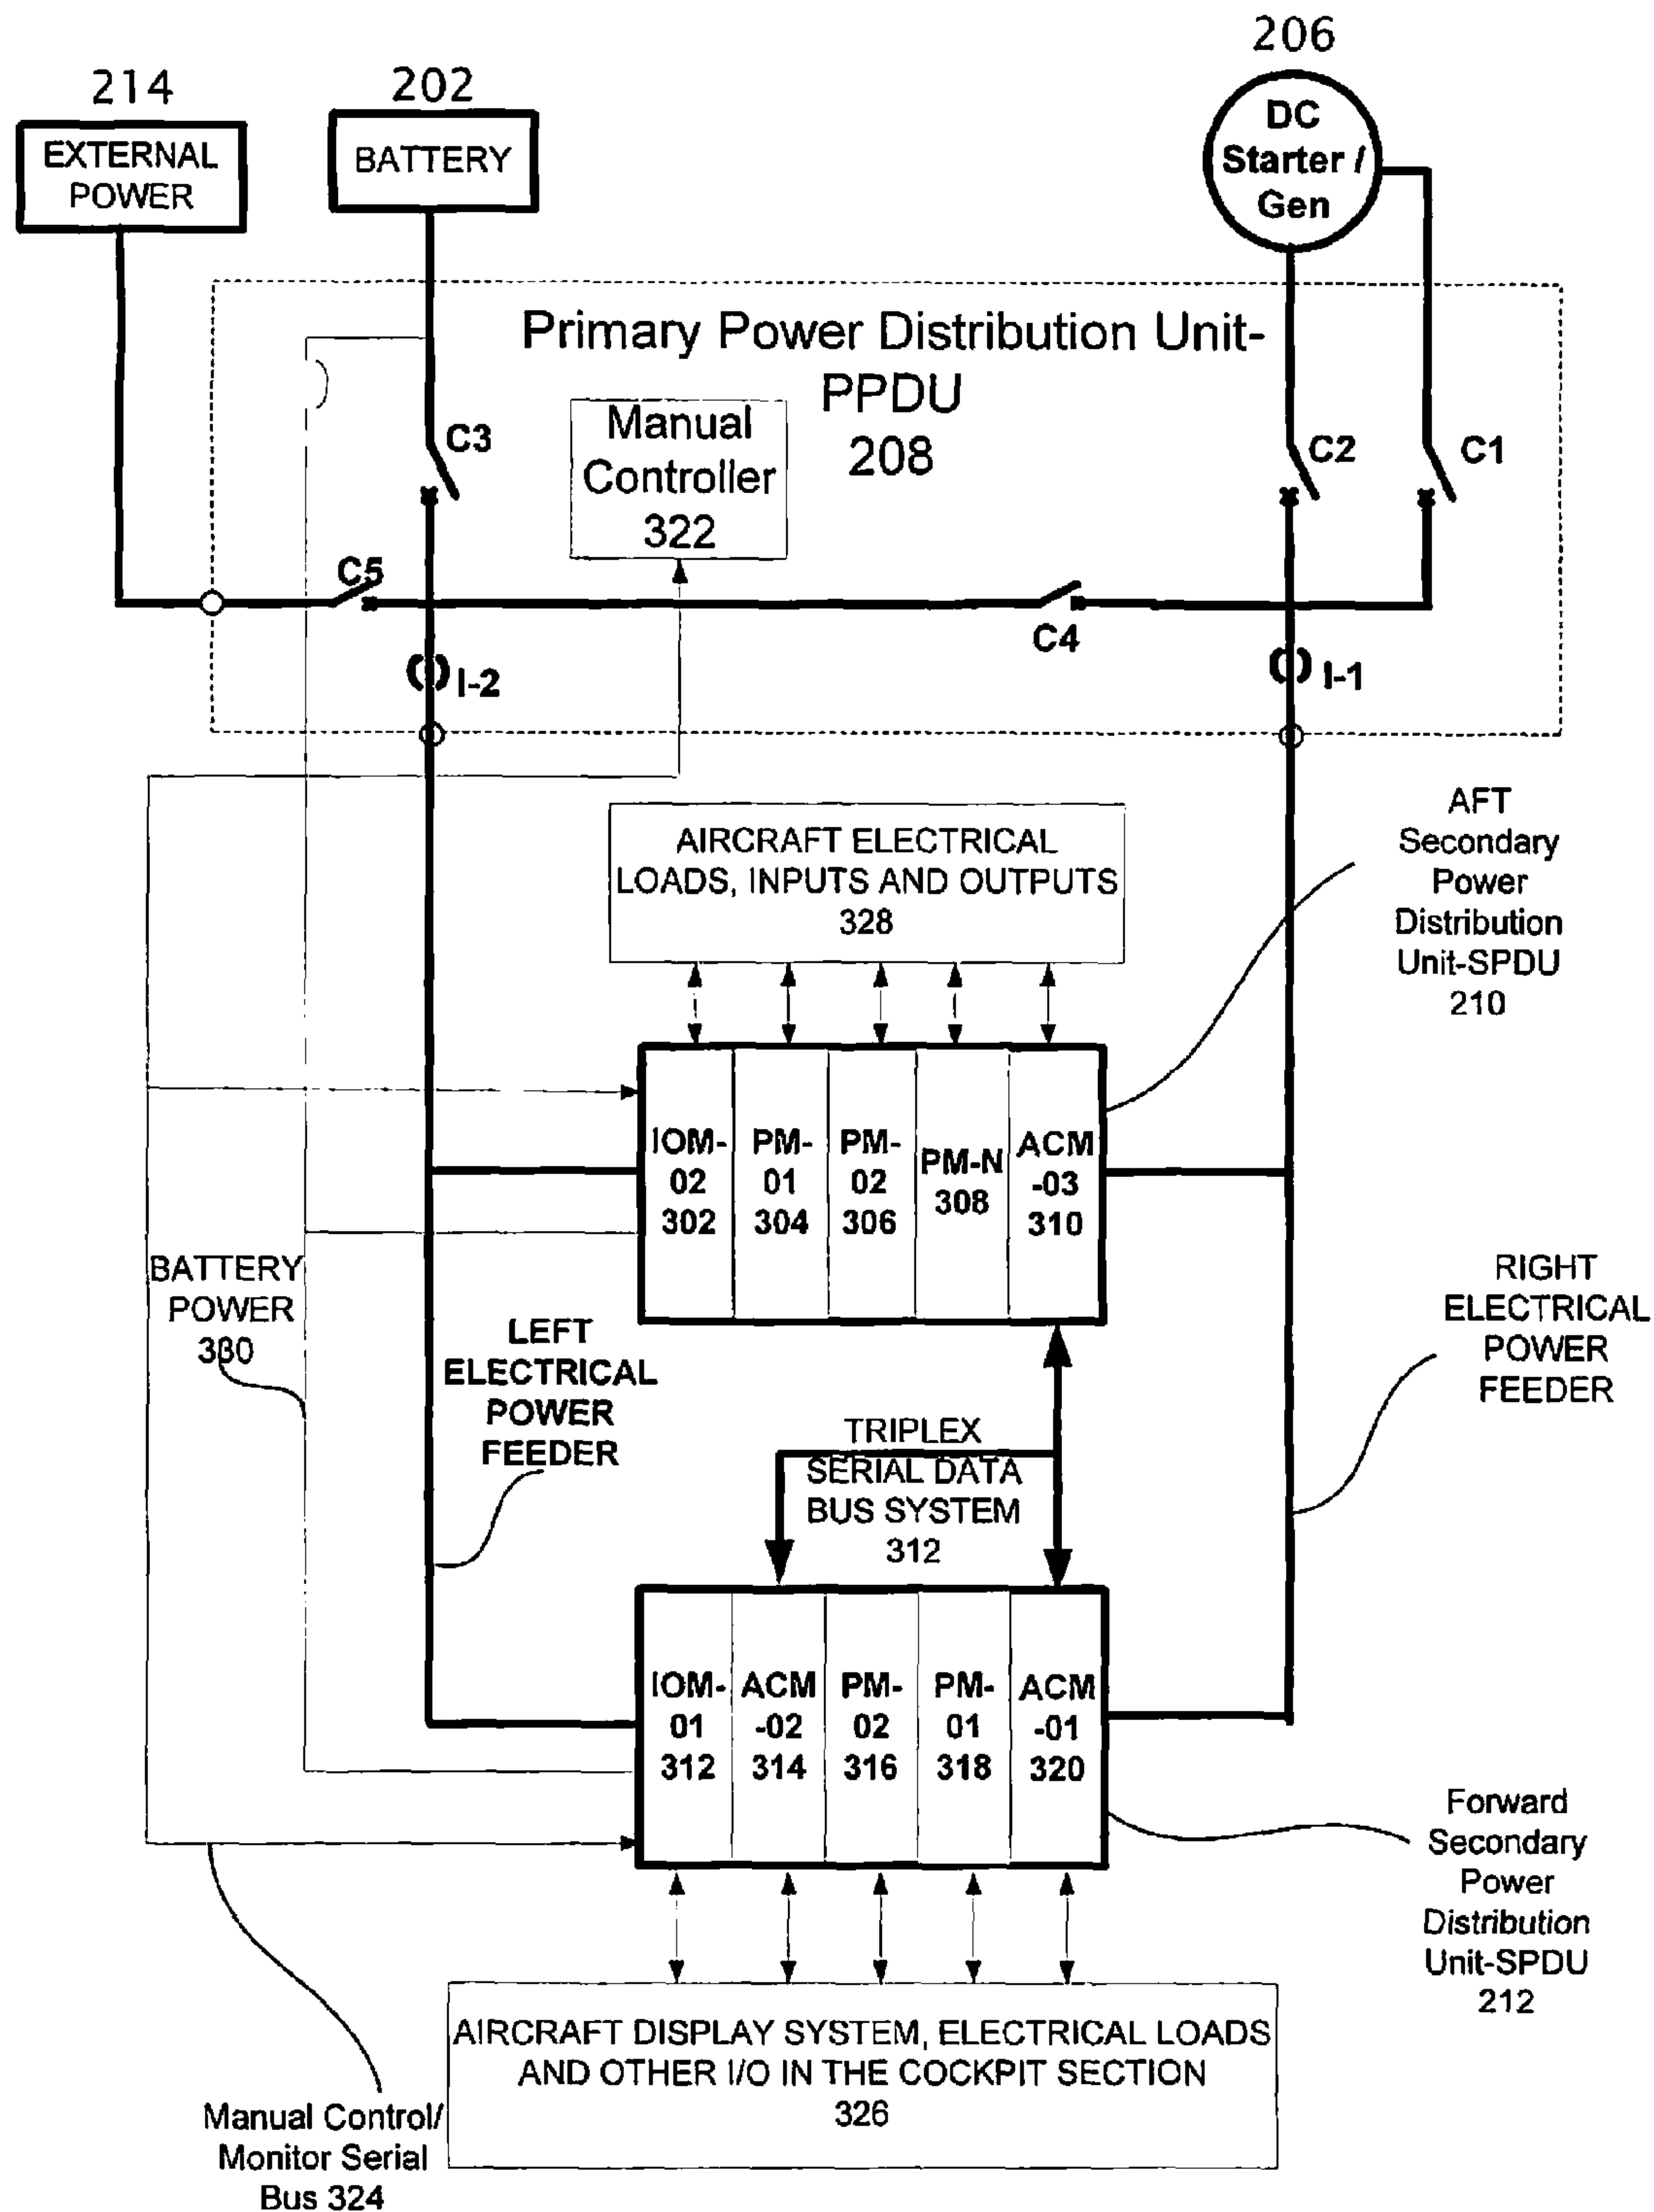 206
214
202
EXTERNAL
POWER
BATTERY
DC
Starter /
Gen
Primary Power Distribution Unit-
PPDU
208
Manual
Controller
322
C3
C2
C1
C5
C4
I-2
I-1
AIRCRAFT ELECTRICAL
LOADS, INPUTS AND OUTPUTS
328
AFT
Secondary
Power
Distribution
Unit-SPDU
210
IOM-
02
302
PM-
01
304
PM-
02
306
PM-N
308
ACM
-03
310
BATTERY
POWER
330
LEFT
ELECTRICAL
POWER
FEEDER
RIGHT
ELECTRICAL
POWER
FEEDER
TRIPLEX
SERIAL DATA
BUS SYSTEM
312
IOM-
01
312
ACM
-02
314
PM-
02
316
PM-
01
318
ACM
-01
320
Forward
Secondary
Power
Distribution
Unit-SPDU
212
AIRCRAFT DISPLAY SYSTEM, ELECTRICAL LOADS
AND OTHER I/O IN THE COCKPIT SECTION
326
Manual Control/
Monitor Serial
Bus 324